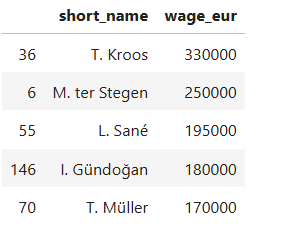 short_name wage_eur
36 T. Kroos 330000
6 M. ter Stegen 250000
55 L. Sané 195000
146 I. Gündoğan 180000
70 T. Müller 170000